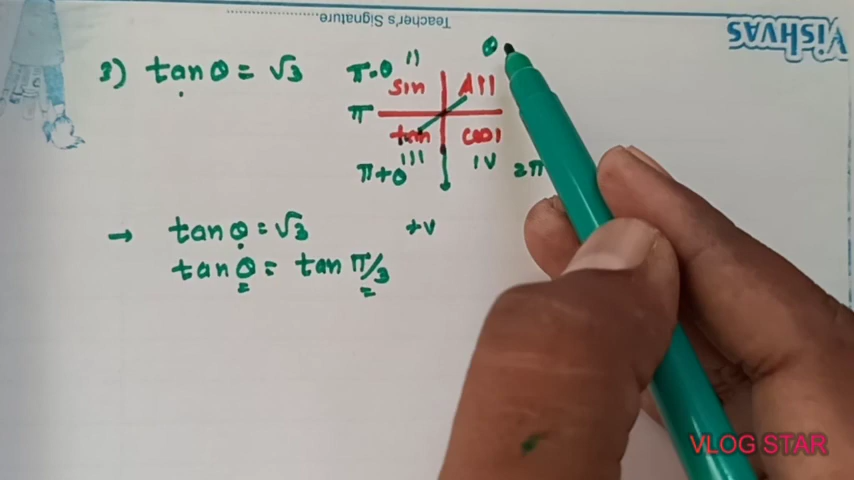 Teacher's Signature
VISHVAS
3) tan θ = √3
π-θ II θ
sin All
π
tan cos
π+θ III IV 2π
→ tan θ = √3 +v
tan θ = tan π/3
VLOG STAR